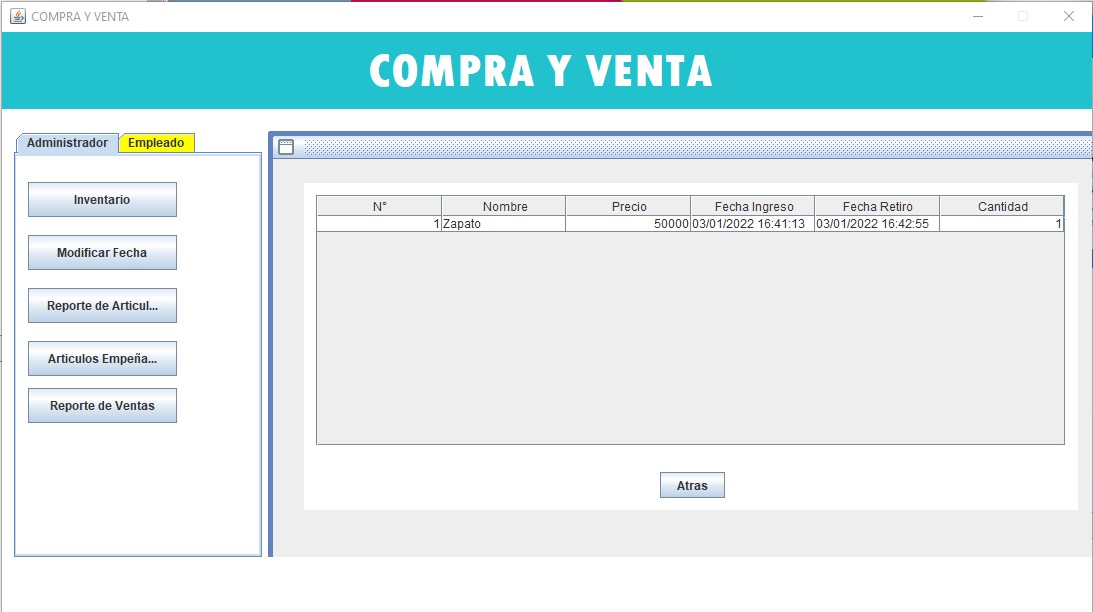 COMPRA Y VENTA
COMPRA Y VENTA
Administrador Empleado
Inventario
Modificar Fecha
Reporte de Articul...
Articulos Empeña...
Reporte de Ventas
N° Nombre Precio Fecha Ingreso Fecha Retiro Cantidad
1 Zapato 50000 03/01/2022 16:41:13 03/01/2022 16:42:55 1
Atras